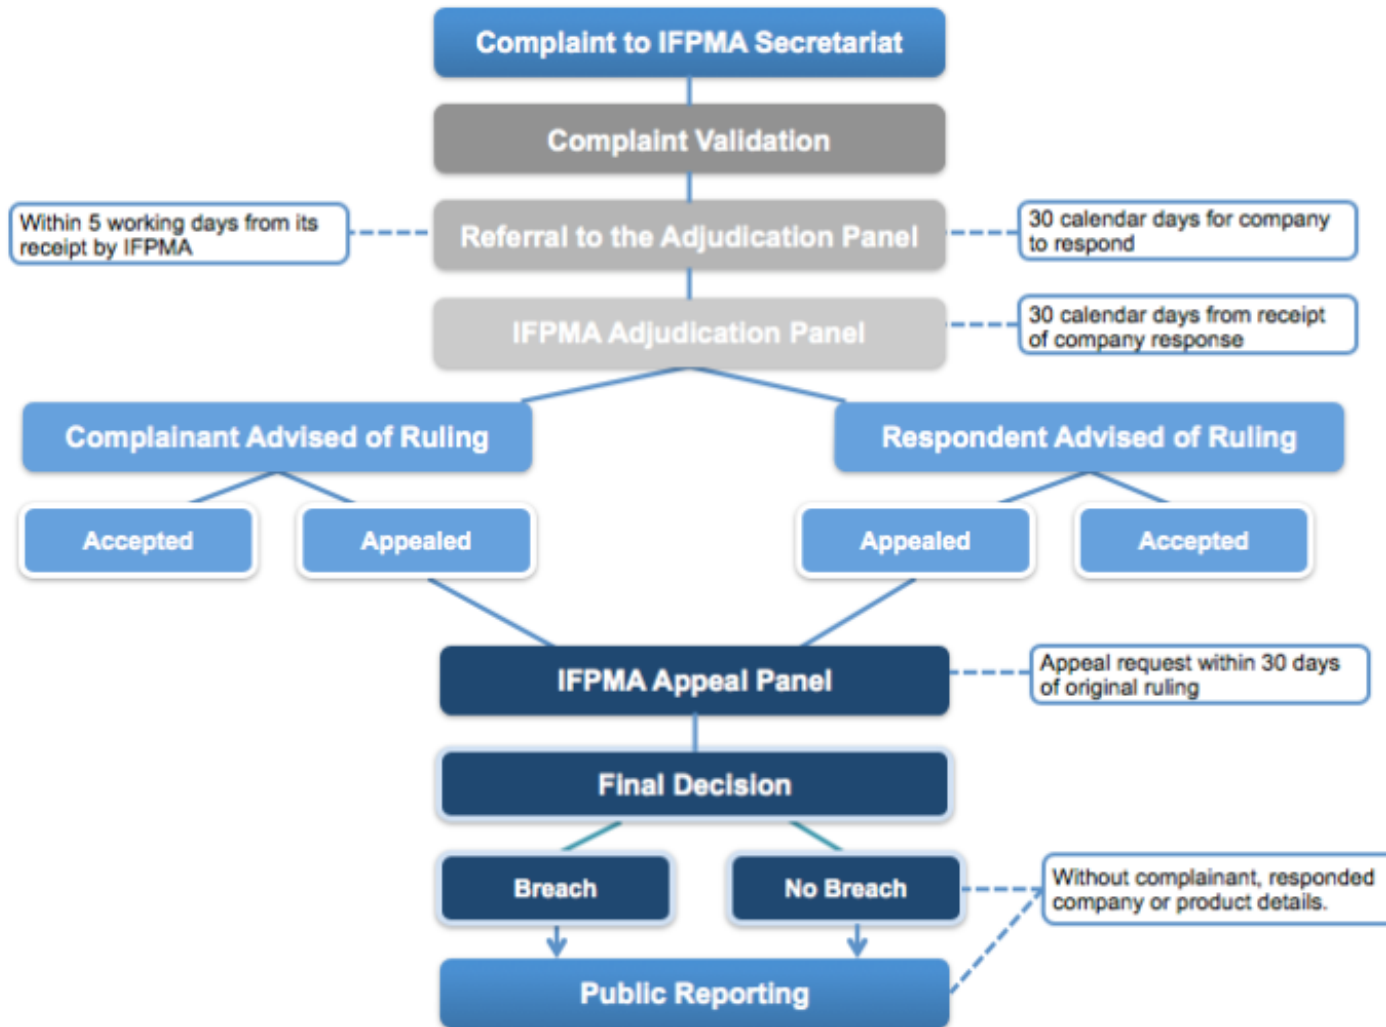 Complaint to IFPMA Secretariat
Complaint Validation
Within 5 working days from its
receipt by IFPMA
Referral to the Adjudication Panel
30 calendar days for company
to respond
IFPMA Adjudication Panel
30 calendar days from receipt
of company response
Complainant Advised of Ruling
Respondent Advised of Ruling
Accepted
Appealed
Appealed
Accepted
IFPMA Appeal Panel
Appeal request within 30 days
of original ruling
Final Decision
Breach
No Breach
Without complainant, responded
company or product details.
Public Reporting